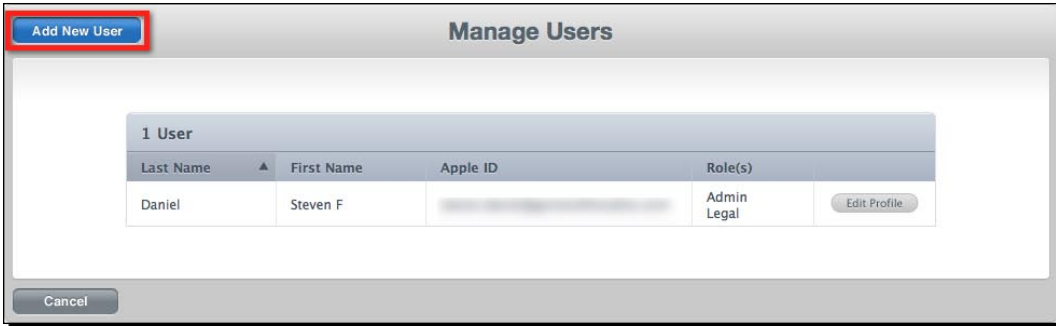 Add New User
Manage Users
1 User
Last Name ▲ First Name Apple ID Role(s)
Daniel Steven F Admin Legal Edit Profile
Cancel